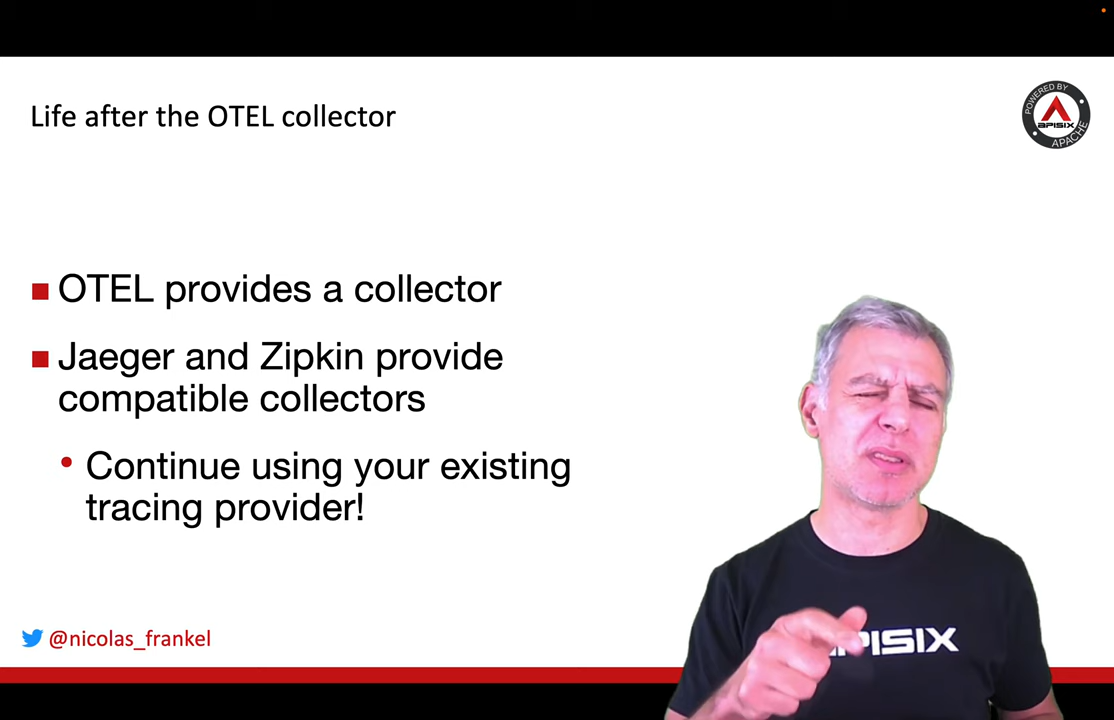 Life after the OTEL collector
POWERED BY
APISIX
APACHE
OTEL provides a collector
Jaeger and Zipkin provide
compatible collectors
Continue using your existing
tracing provider!
@nicolas_frankel
APISIX